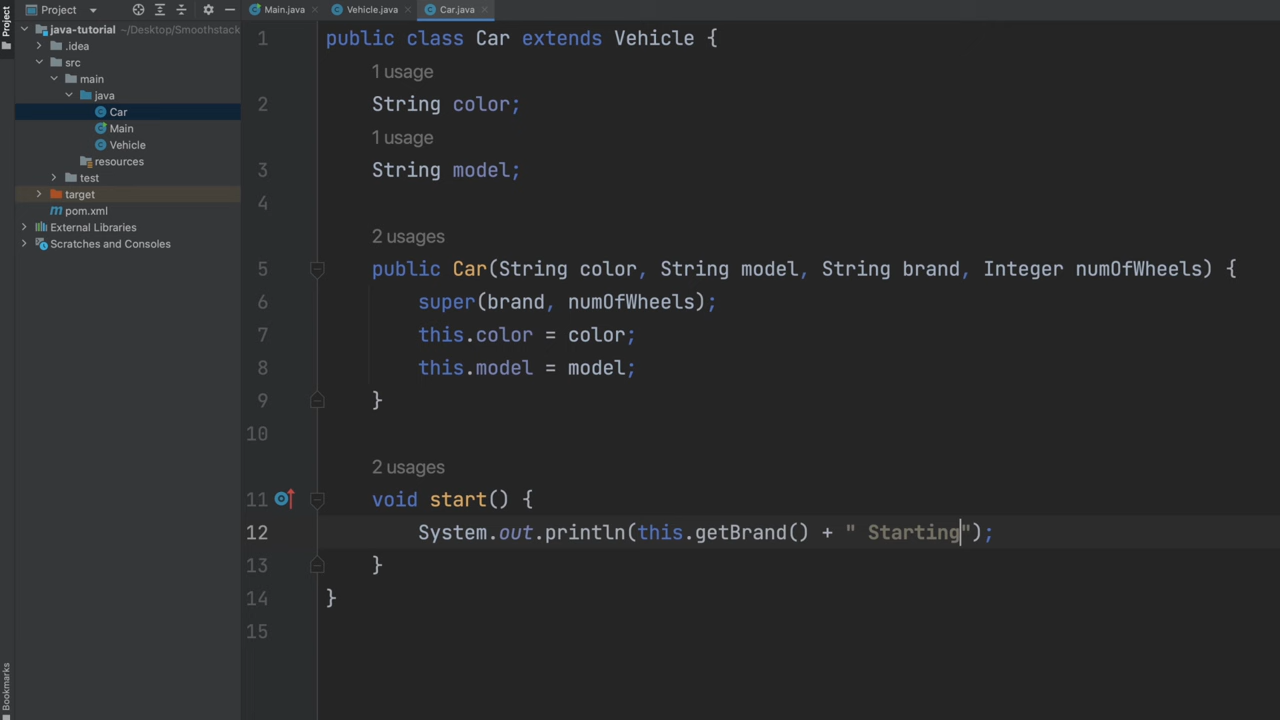 Project
Project
Main.java
Vehicle.java
Car.java
java-tutorial ~/Desktop/Smoothstack
.idea
src
main
java
Car
Main
Vehicle
resources
test
target
pom.xml
External Libraries
Scratches and Consoles
Bookmarks
1 public class Car extends Vehicle {
1 usage
2 String color;
1 usage
3 String model;
4
2 usages
5 public Car(String color, String model, String brand, Integer numOfWheels) {
6 super(brand, numOfWheels);
7 this.color = color;
8 this.model = model;
9 }
10
2 usages
11 void start() {
12 System.out.println(this.getBrand() + " Starting");
13 }
14 }
15